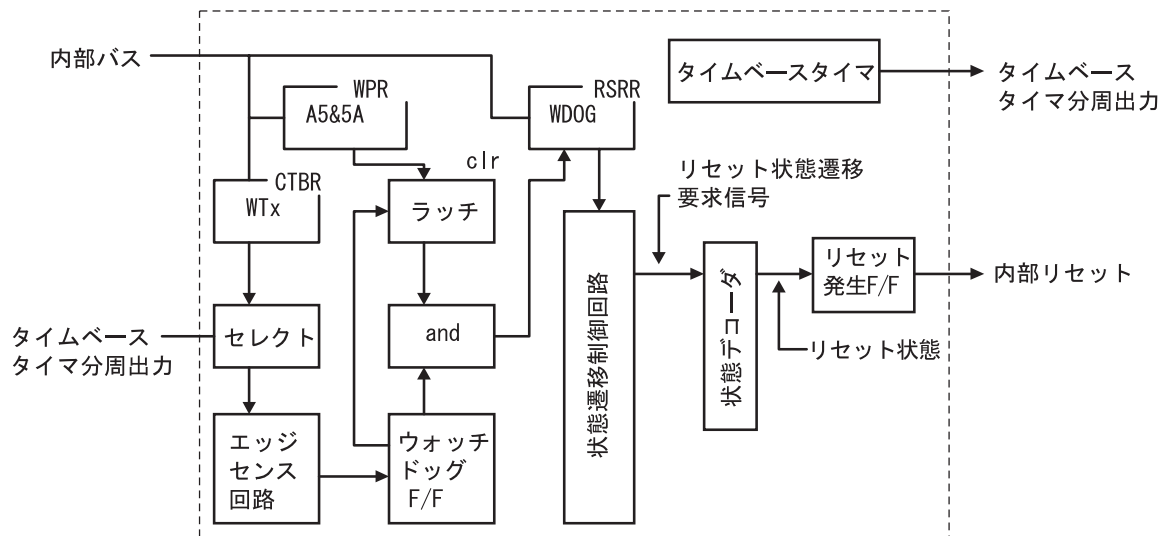 内部バス
WPR
A5&5A
RSRR
WDOG
タイムベースタイマ
タイムベース
タイマ分周出力
CTBR
WTx
clr
ラッチ
リセット状態遷移
要求信号
タイムベース
タイマ分周出力
セレクト
and
状態遷移制御回路
状態デコーダ
リセット
発生F/F
内部リセット
リセット状態
エッジ
センス
回路
ウォッチ
ドッグ
F/F